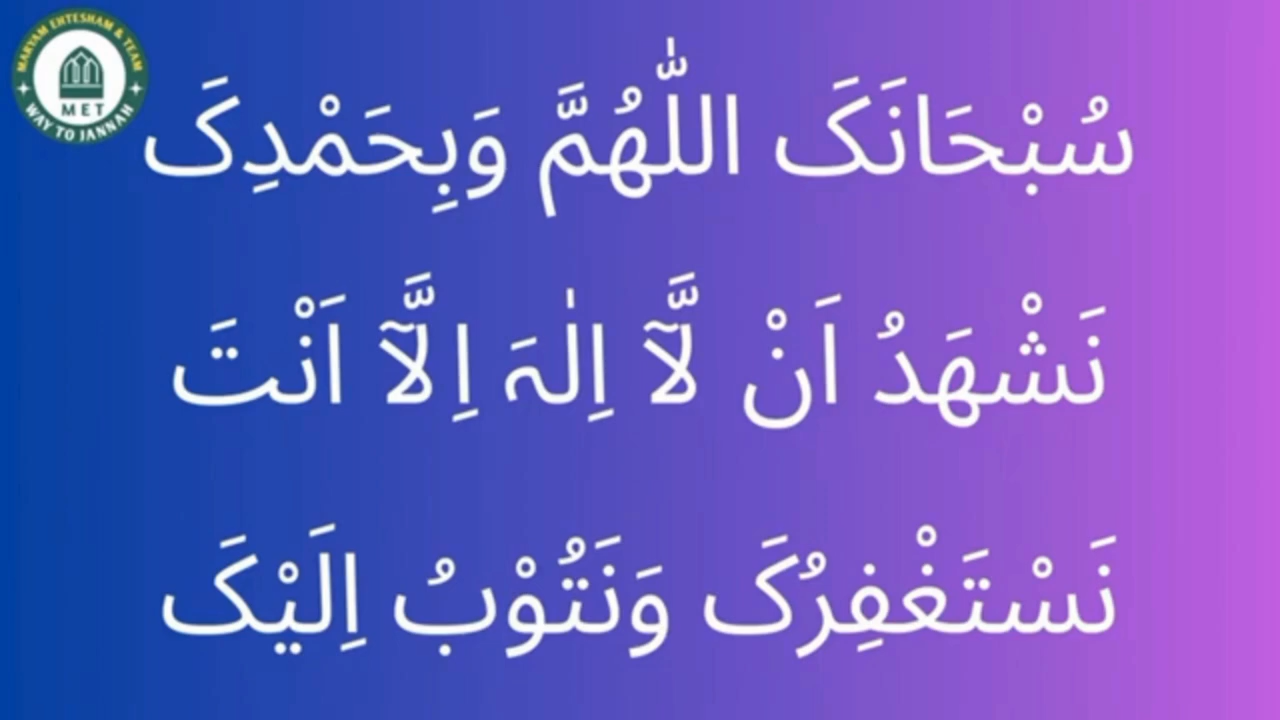 MARYAM EHTESHAM & TEAM
MET
WAY TO JANNAH
سُبْحَانَکَ اللّٰھُمَّ وَبِحَمْدِکَ
نَشْھَدُ اَنْ لَّآ اِلٰہَ اِلَّآ اَنْتَ
نَسْتَغْفِرُکَ وَنَتُوْبُ اِلَیْکَ